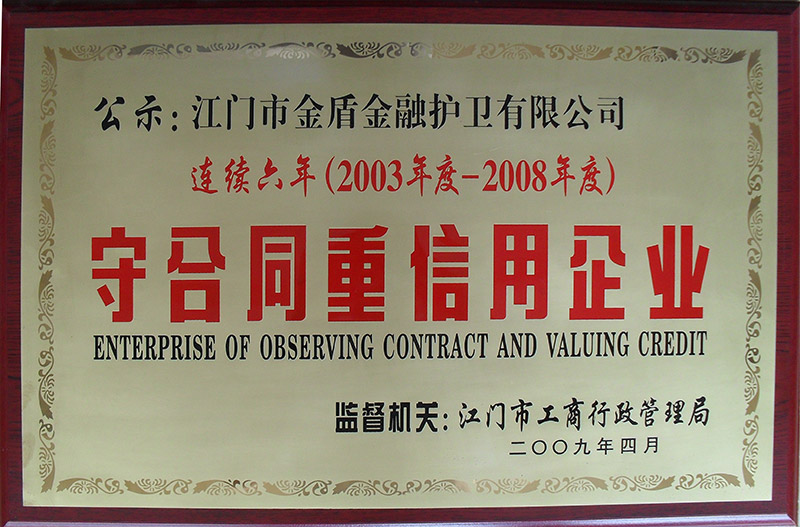 公示:江门市金盾金融护卫有限公司
连续六年(2003年度-2008年度)
守合同重信用企业
ENTERPRISE OF OBSERVING CONTRACT AND VALUING CREDIT
监督机关:江门市工商行政管理局
二〇〇九年四月